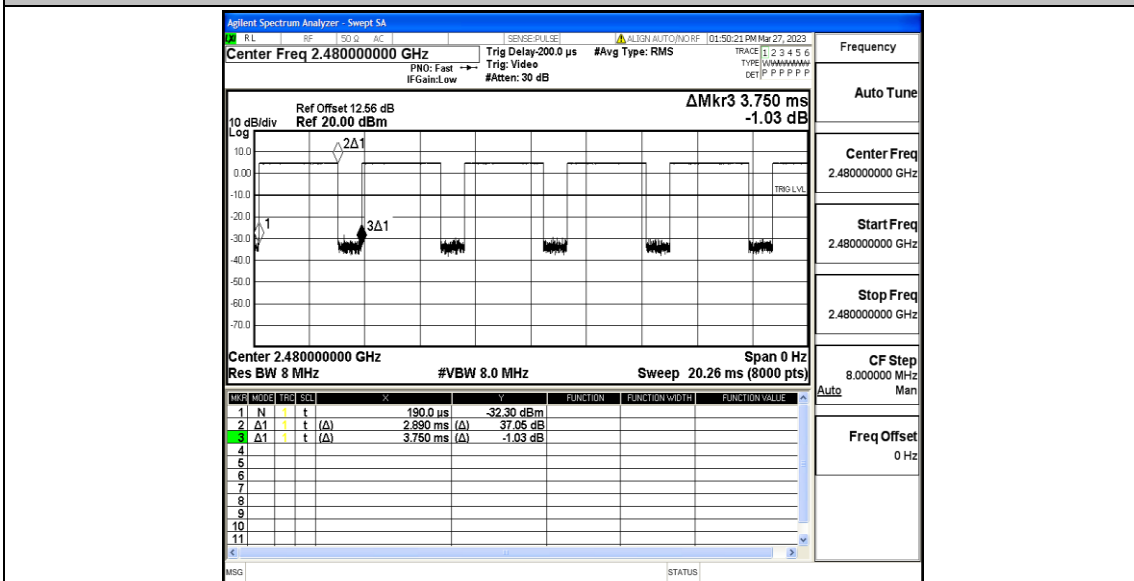 Agilent Spectrum Analyzer - Swept SA
RL RF 50 Ω AC SENSE:PULSE ALIGN AUTO/NO RF 01:50:21 PM Mar 27, 2023
Center Freq 2.480000000 GHz
PNO: Fast
IFGain:Low
Trig Delay-200.0 µs
Trig: Video
#Atten: 30 dB
#Avg Type: RMS
TRACE 1 2 3 4 5 6
TYPE
DET P P P P P P
ΔMkr3 3.750 ms
-1.03 dB
Ref Offset 12.56 dB
10 dB/div Ref 20.00 dBm
Log
10.0
0.00
-10.0
-20.0
-30.0
-40.0
-50.0
-60.0
-70.0
2Δ1
1
3Δ1
TRIG LVL
Center 2.480000000 GHz Span 0 Hz
Res BW 8 MHz #VBW 8.0 MHz Sweep 20.26 ms (8000 pts)
MKR MODE TRC SCL X Y FUNCTION FUNCTION WIDTH FUNCTION VALUE
1 N 1 t 190.0 µs -32.30 dBm
2 Δ1 1 t (Δ) 2.890 ms (Δ) 37.05 dB
3 Δ1 1 t (Δ) 3.750 ms (Δ) -1.03 dB
4
5
6
7
8
9
10
11
MSG STATUS
Frequency
Auto Tune
Center Freq
2.480000000 GHz
Start Freq
2.480000000 GHz
Stop Freq
2.480000000 GHz
CF Step
8.000000 MHz
Auto Man
Freq Offset
0 Hz